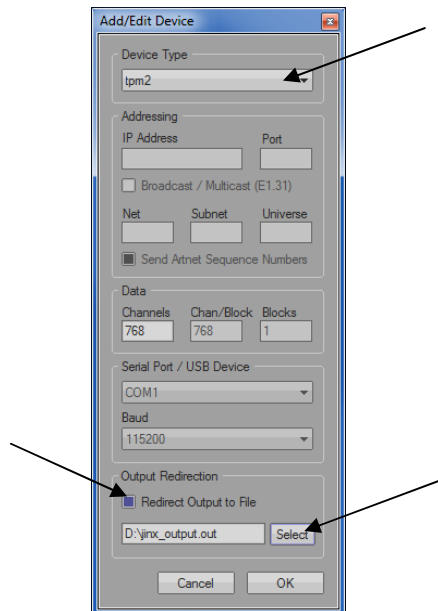 Add/Edit Device
Device Type
tpm2
Addressing
IP Address Port
Broadcast / Multicast (E1.31)
Net Subnet Universe
Send Artnet Sequence Numbers
Data
Channels Chan/Block Blocks
768 768 1
Serial Port / USB Device
COM1
Baud
115200
Output Redirection
Redirect Output to File
D:\jinx_output.out Select
Cancel OK